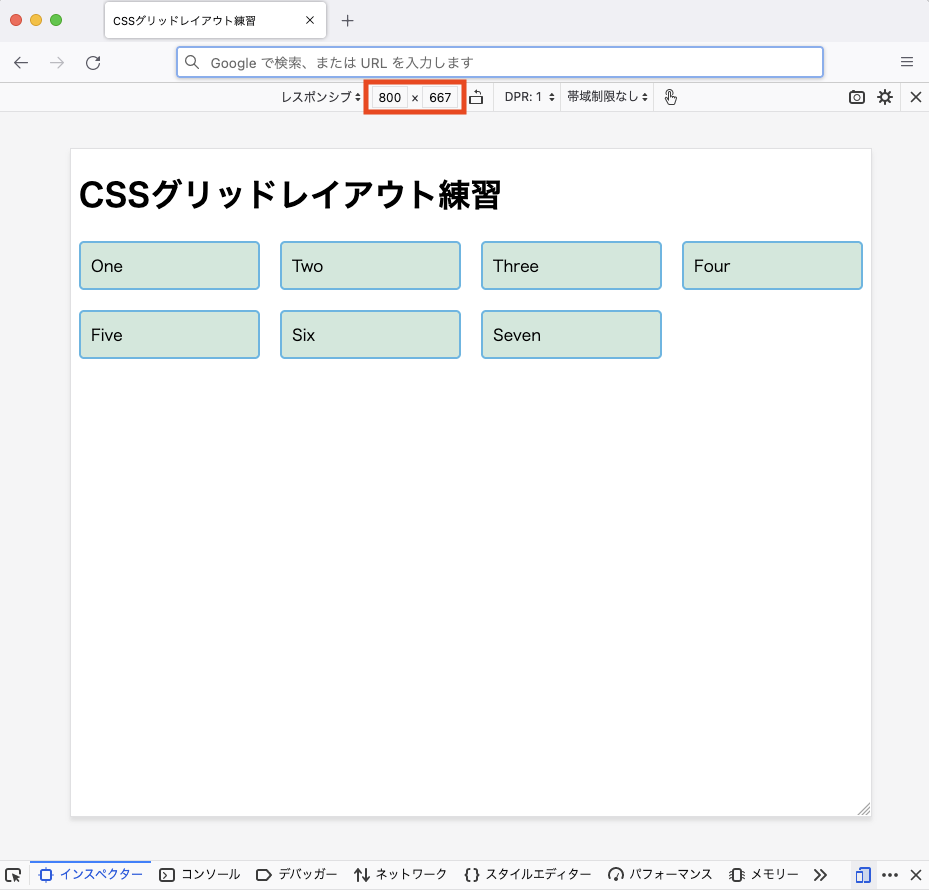 CSSグリッドレイアウト練習
Google で検索、または URL を入力します
レスポンシブ 800 × 667 DPR: 1 帯域制限なし
CSSグリッドレイアウト練習
One Two Three Four
Five Six Seven
インスペクター コンソール デバッガー ネットワーク スタイルエディター パフォーマンス メモリー